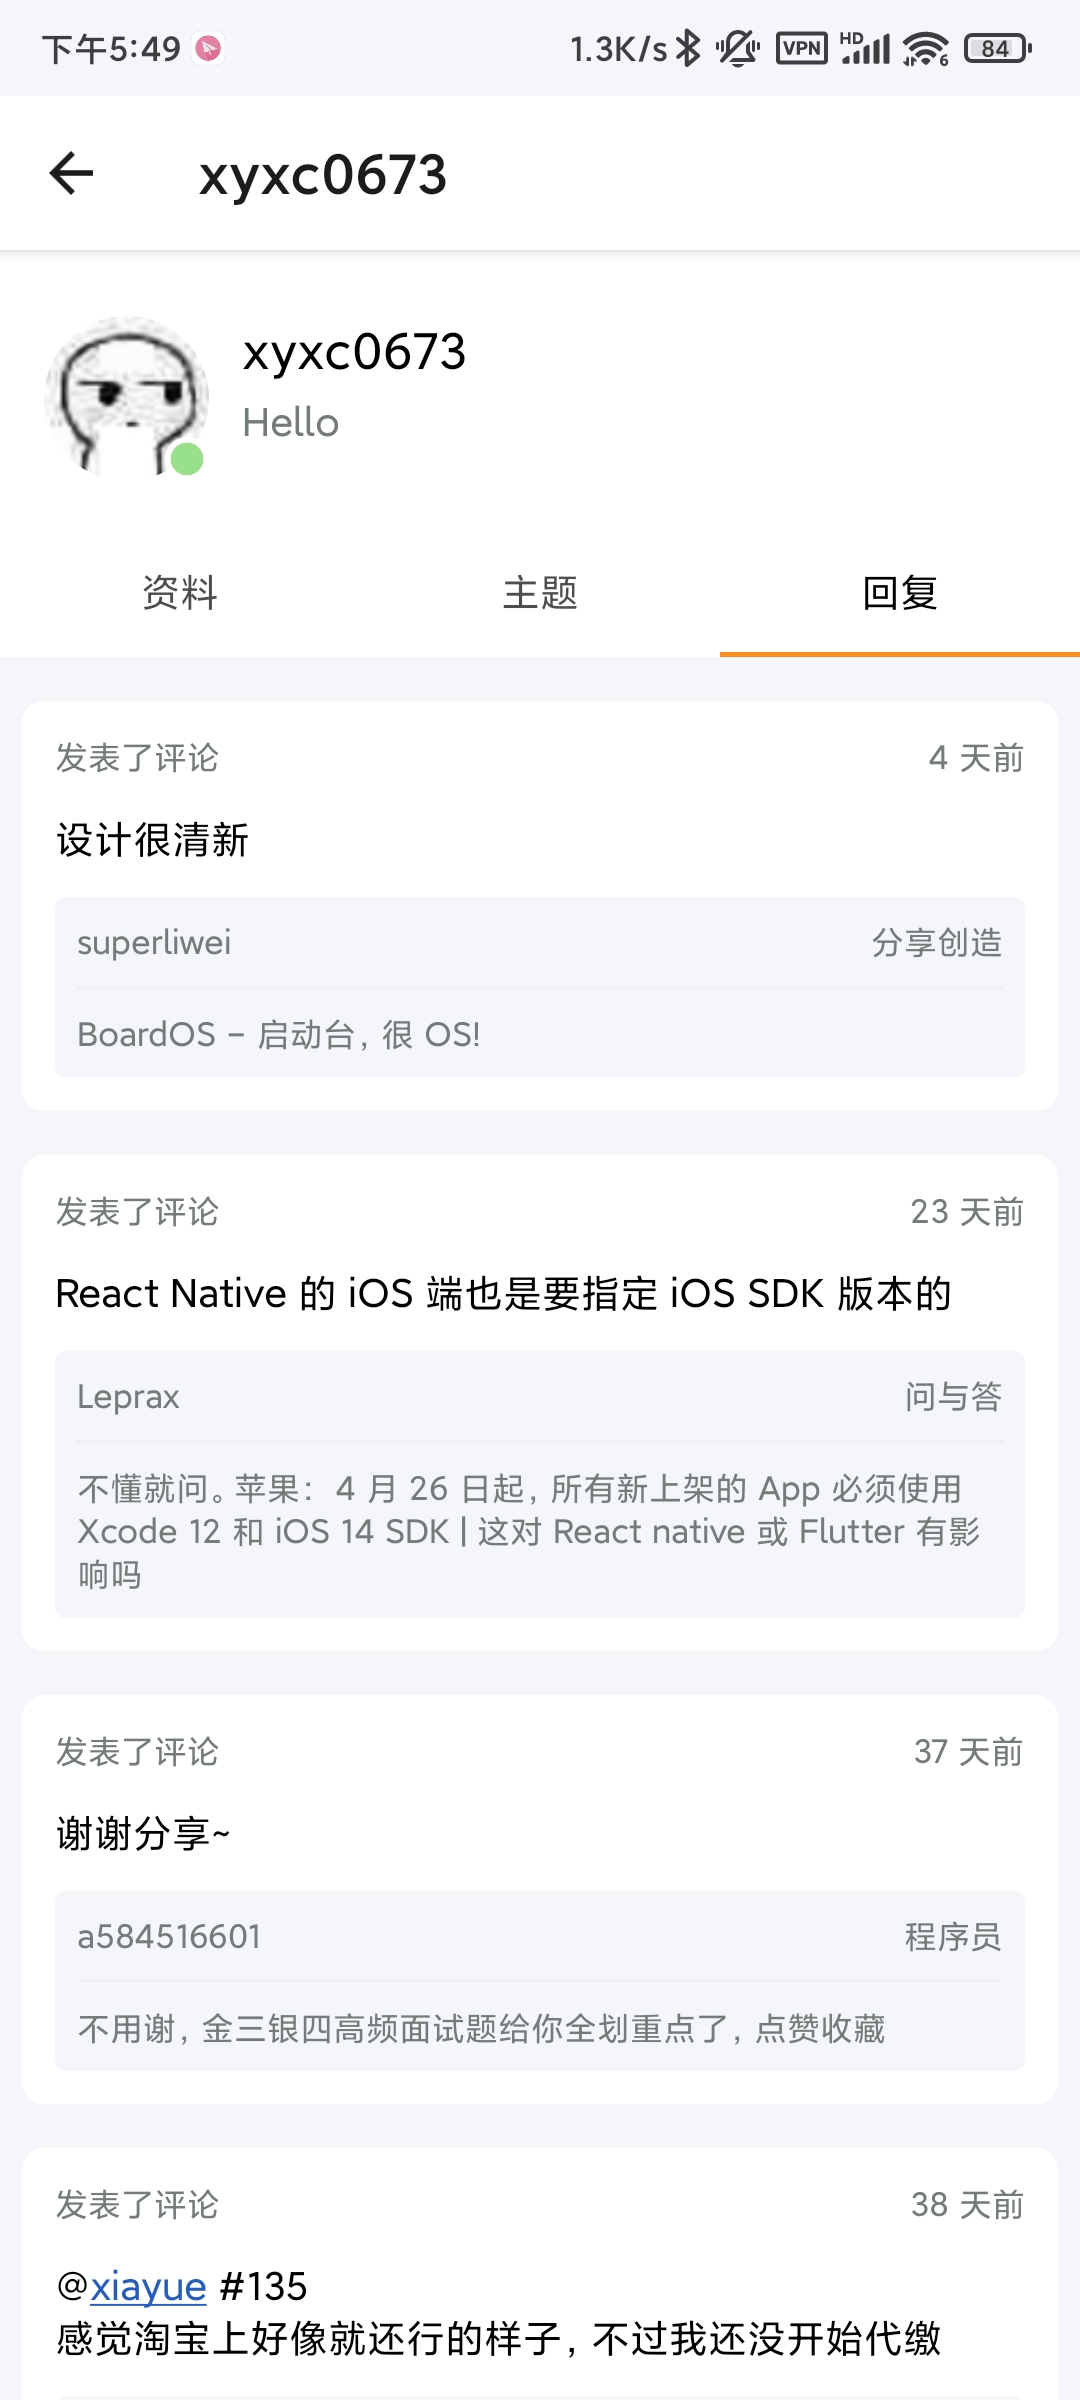 下午5:49
1.3K/s
VPN
HD
6
84
xyxc0673
xyxc0673
Hello
资料
主题
回复
发表了评论
4 天前
设计很清新
superliwei
分享创造
BoardOS - 启动台，很 OS!
发表了评论
23 天前
React Native 的 iOS 端也是要指定 iOS SDK 版本的
Leprax
问与答
不懂就问。苹果：4 月 26 日起，所有新上架的 App 必须使用
Xcode 12 和 iOS 14 SDK | 这对 React native 或 Flutter 有影
响吗
发表了评论
37 天前
谢谢分享~
a584516601
程序员
不用谢，金三银四高频面试题给你全划重点了，点赞收藏
发表了评论
38 天前
@xiayue #135
感觉淘宝上好像就还行的样子，不过我还没开始代缴